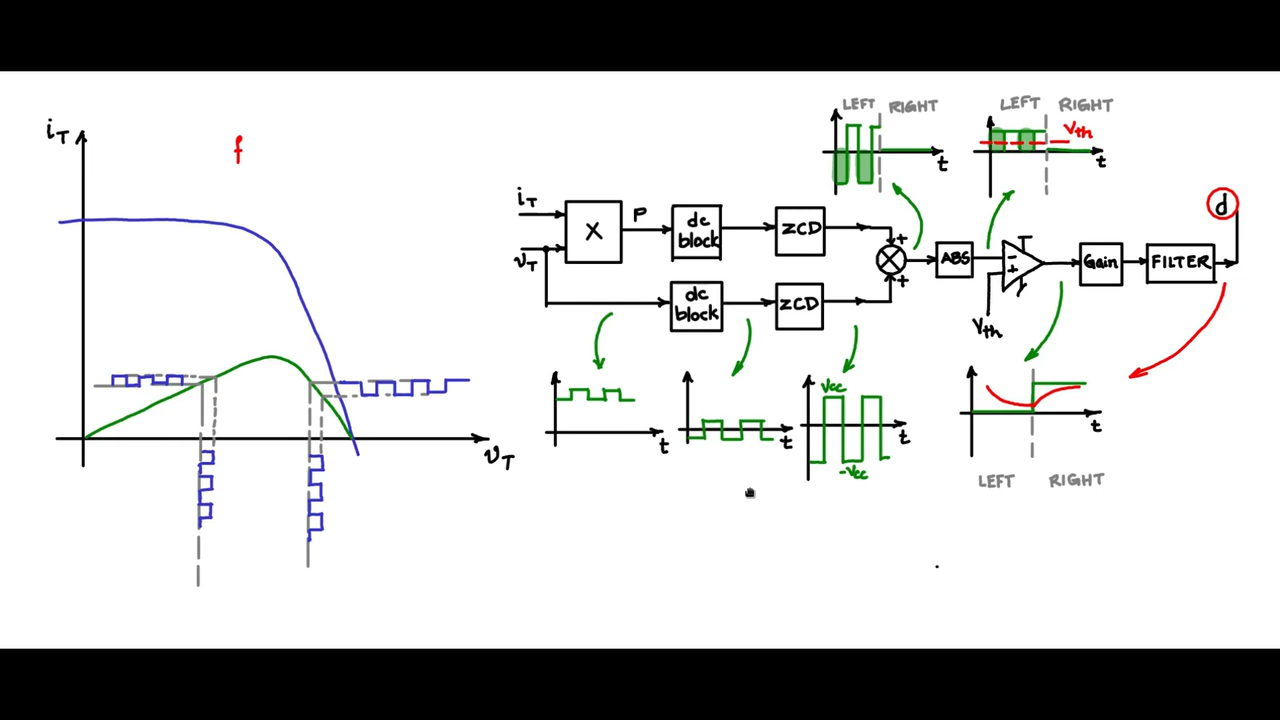 iT
f
vT
LEFT RIGHT
t
LEFT RIGHT
Vth
t
iT
vT
X
P
dc block
ZCD
dc block
ZCD
+
+
ABS
-
+
Vth
Gain
FILTER
d
t
t
Vcc
-Vcc
t
t
LEFT RIGHT